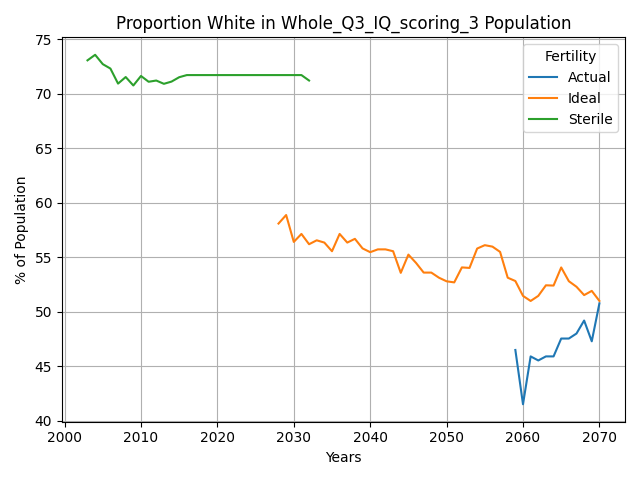 Proportion White in Whole_Q3_IQ_scoring_3 Population
% of Population
75
70
65
60
55
50
45
40
2000 2010 2020 2030 2040 2050 2060 2070
Years
Fertility
Actual
Ideal
Sterile